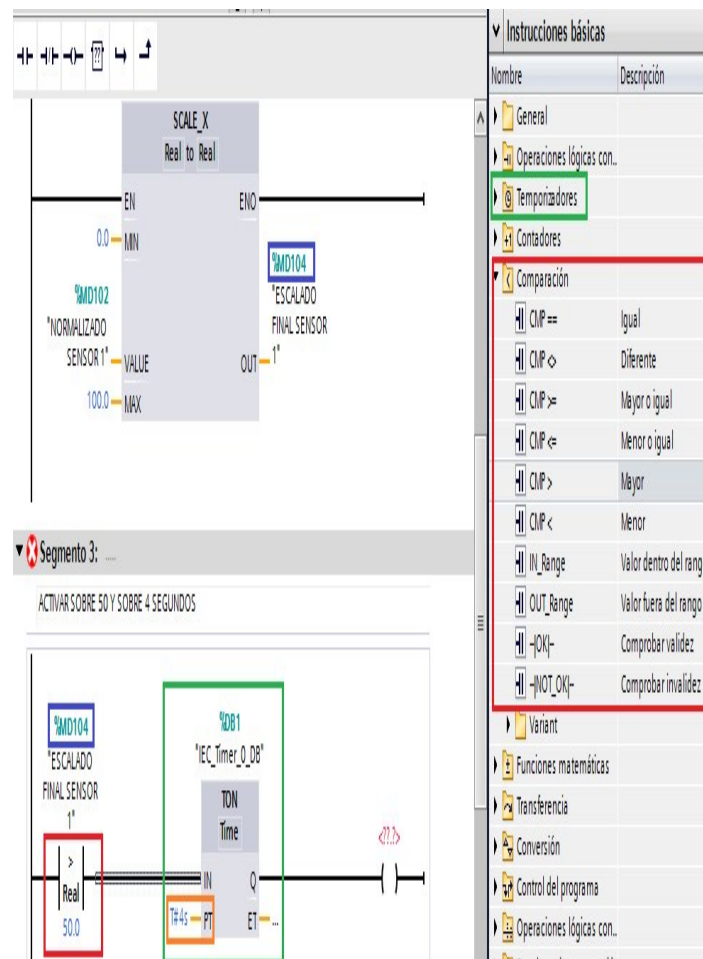 SCALE_X
Real to Real
EN
ENO
0.0
MIN
%MD104
"ESCALADO
FINAL SENSOR
1"
%MD102
"NORMALIZADO
SENSOR 1"
VALUE
OUT
100.0
MAX
Segmento 3: .....
ACTIVAR SOBRE 50 Y SOBRE 4 SEGUNDOS
%MD104
"ESCALADO
FINAL SENSOR
1"
>
Real
50.0
%DB1
"IEC_Timer_0_DB"
TON
Time
IN
Q
T#4s
PT
ET
...
<??.?>
Instrucciones básicas
Nombre
Descripción
General
Operaciones lógicas con...
Temporizadores
Contadores
Comparación
CMP ==
Igual
CMP <>
Diferente
CMP >=
Mayor o igual
CMP <=
Menor o igual
CMP >
Mayor
CMP <
Menor
IN_Range
Valor dentro del rang
OUT_Range
Valor fuera del rango
-|OK|-
Comprobar validez
-|NOT_OK|-
Comprobar invalidez
Variant
Funciones matemáticas
Transferencia
Conversión
Control del programa
Operaciones lógicas con...